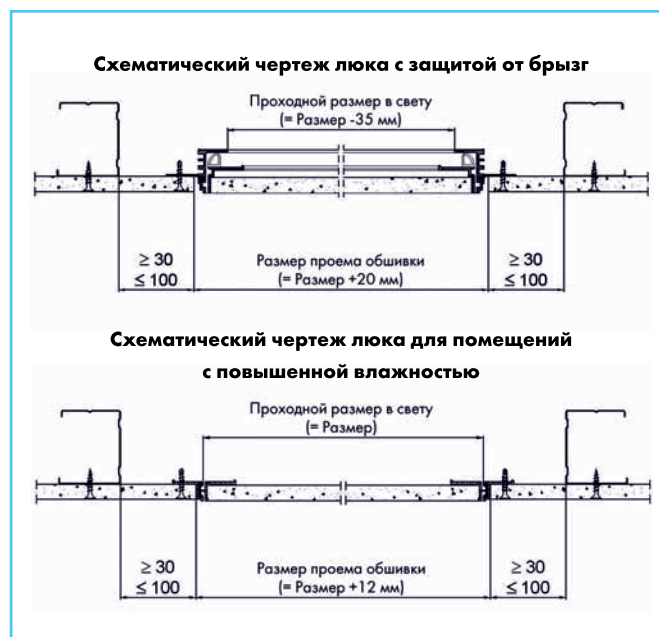 Схематический чертеж люка с защитой от брызг
Проходной размер в свету
(= Размер -35 мм)
≥ 30
≤ 100
Размер проема обшивки
(= Размер +20 мм)
≥ 30
≤ 100
Схематический чертеж люка для помещений
с повышенной влажностью
Проходной размер в свету
(= Размер)
≥ 30
≤ 100
Размер проема обшивки
(= Размер +12 мм)
≥ 30
≤ 100